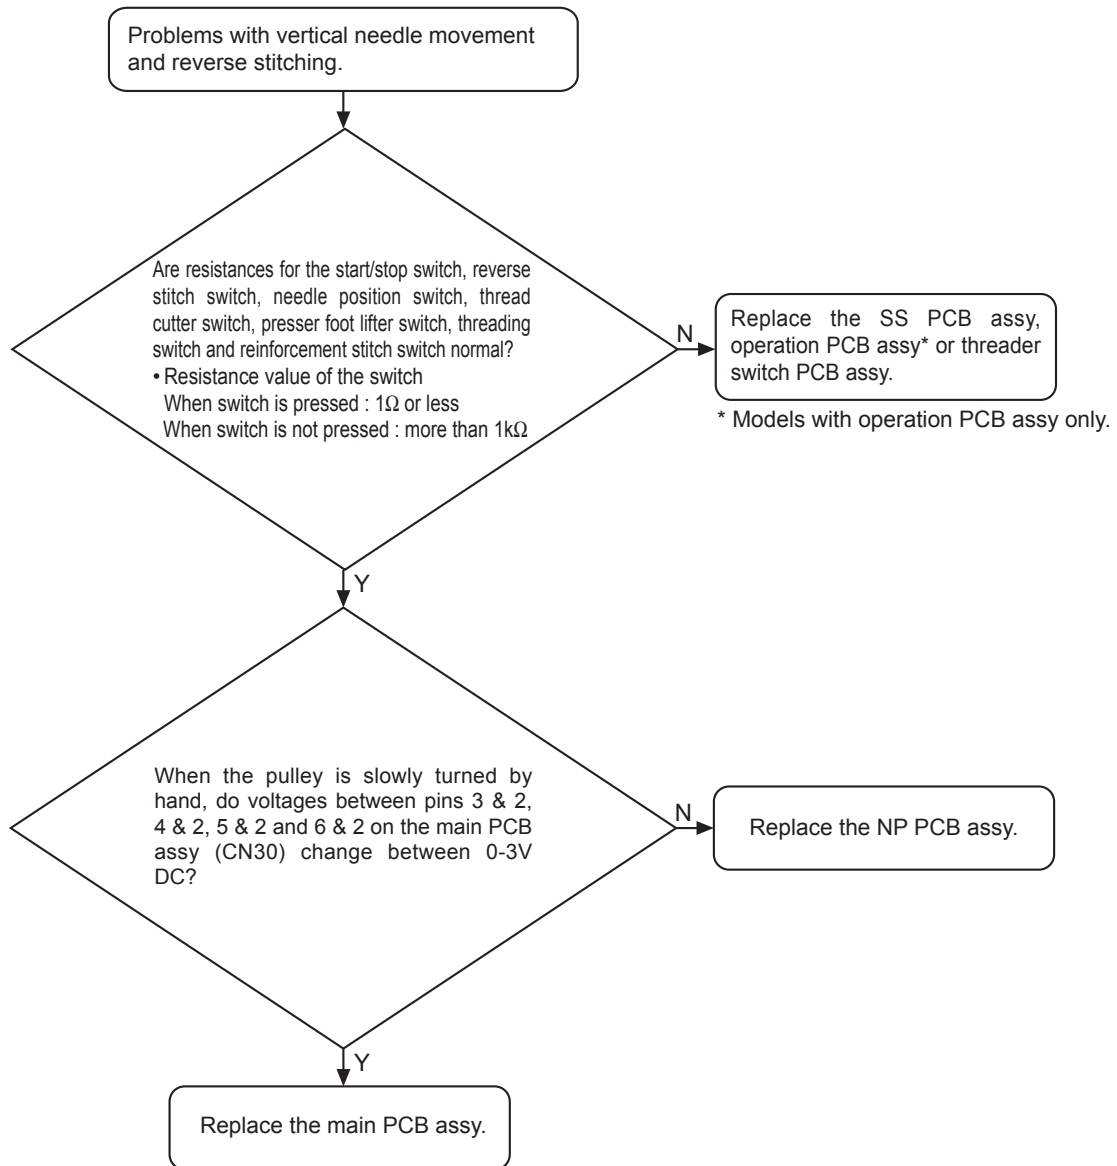 Problems with vertical needle movement
and reverse stitching.
Are resistances for the start/stop switch, reverse
stitch switch, needle position switch, thread
cutter switch, presser foot lifter switch, threading
switch and reinforcement stitch switch normal?
• Resistance value of the switch
When switch is pressed : 1Ω or less
When switch is not pressed : more than 1kΩ
N
Replace the SS PCB assy,
operation PCB assy* or threader
switch PCB assy.
* Models with operation PCB assy only.
Y
When the pulley is slowly turned by
hand, do voltages between pins 3 & 2,
4 & 2, 5 & 2 and 6 & 2 on the main PCB
assy (CN30) change between 0-3V
DC?
N
Replace the NP PCB assy.
Y
Replace the main PCB assy.